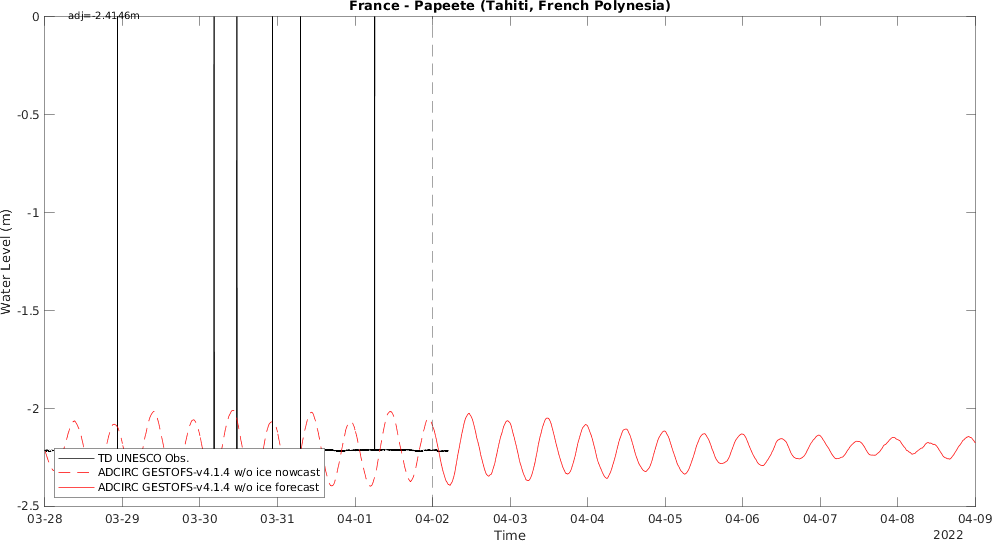 France - Papeete (Tahiti, French Polynesia)
adj=-2.4146m
0
-0.5
-1
-1.5
-2
-2.5
Water Level (m)
TD UNESCO Obs.
ADCIRC GESTOFS-v4.1.4 w/o ice nowcast
ADCIRC GESTOFS-v4.1.4 w/o ice forecast
03-28 03-29 03-30 03-31 04-01 04-02 04-03 04-04 04-05 04-06 04-07 04-08 04-09
Time
2022